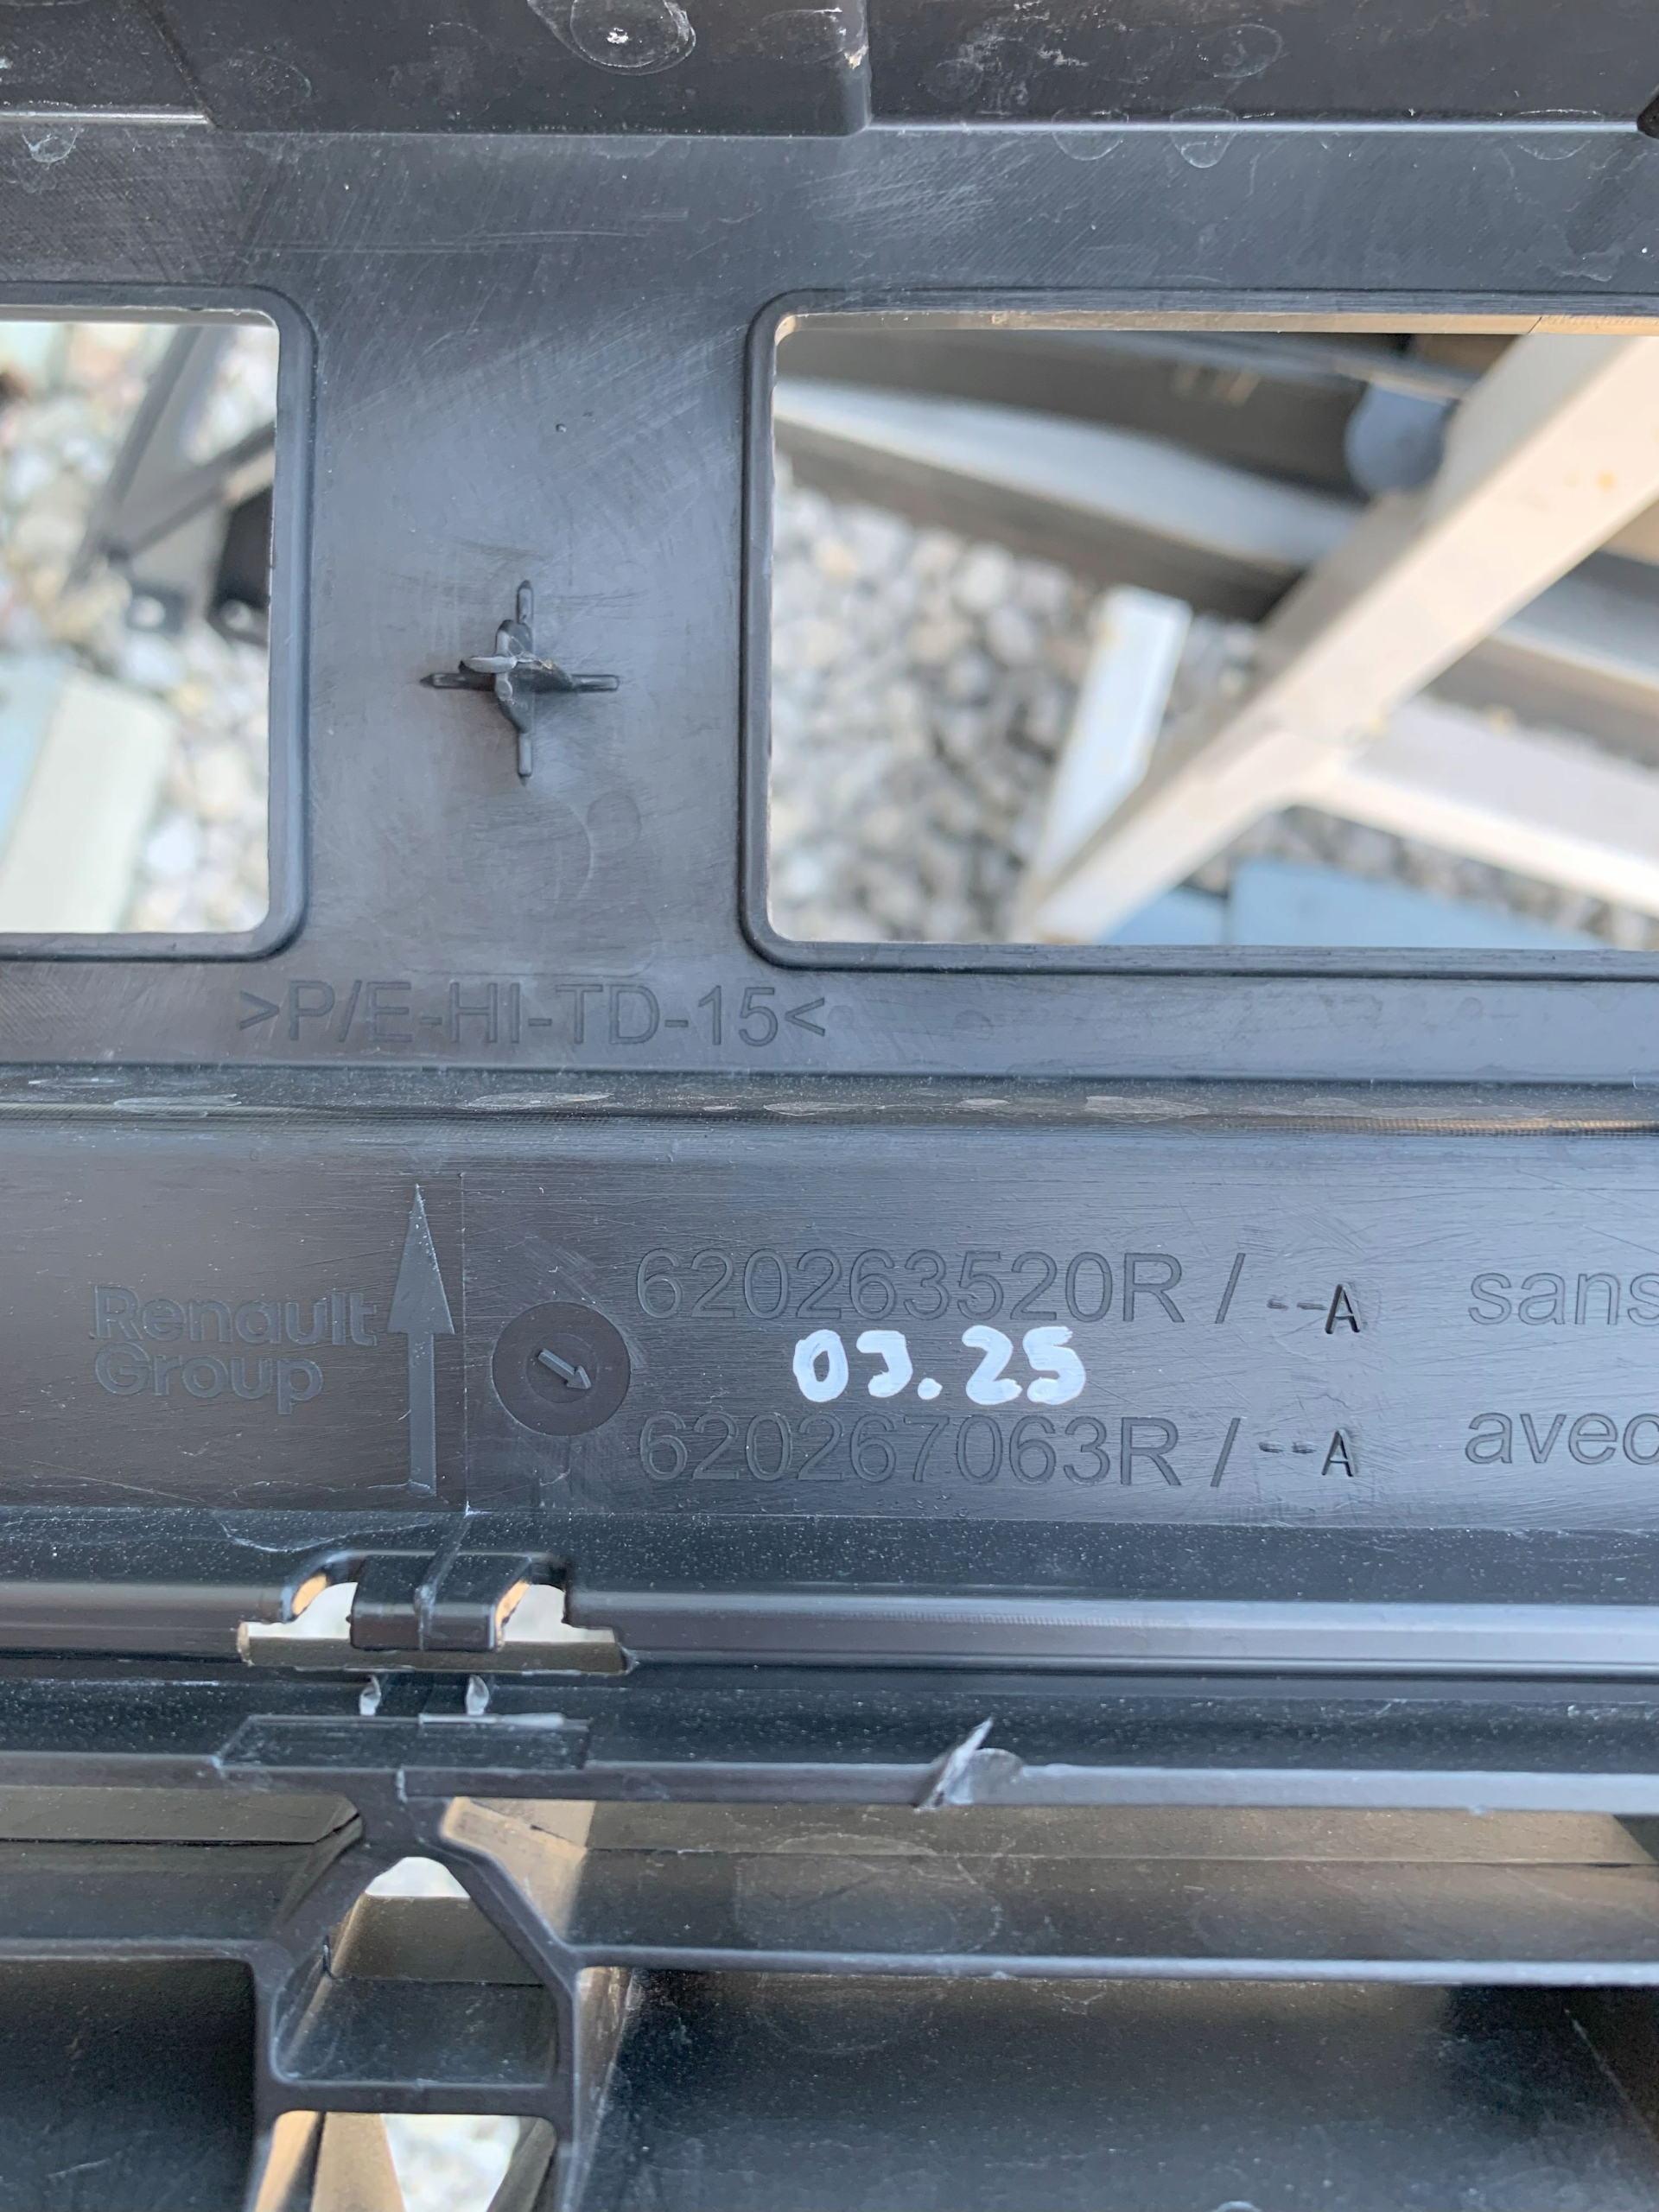 >P/E-HI-TD-15<
Renault
Group
620263520R / --A sans
03.25
620267063R / --A avec